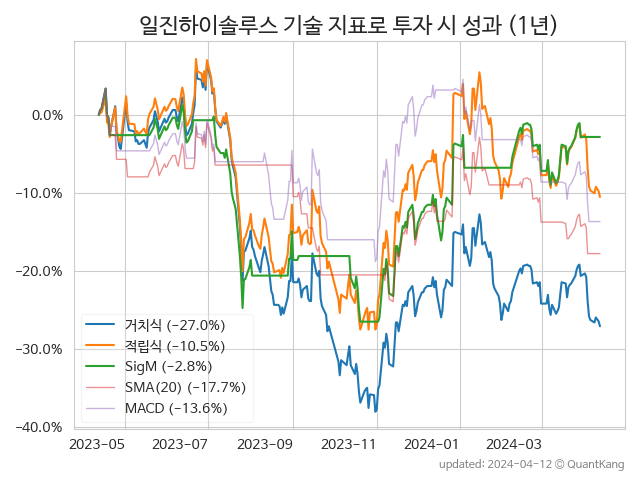 일진하이솔루스 기술 지표로 투자 시 성과 (1년)
0.0%
−10.0%
−20.0%
−30.0%
−40.0%
거치식 (−27.0%)
적립식 (−10.5%)
SigM (−2.8%)
SMA(20) (−17.7%)
MACD (−13.6%)
2023-05 2023-07 2023-09 2023-11 2024-01 2024-03
updated: 2024-04-12 © QuantKang